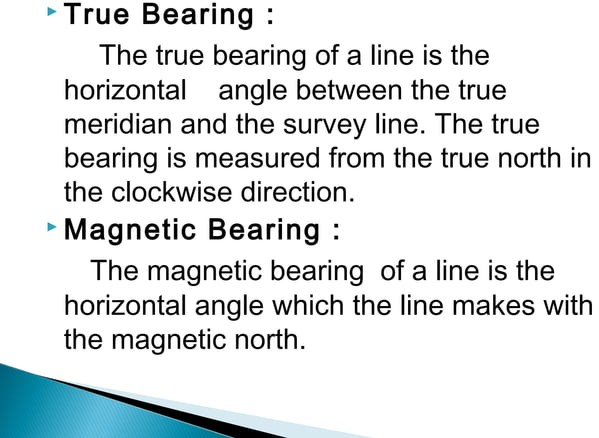 True Bearing :
The true bearing of a line is the
horizontal angle between the true
meridian and the survey line. The true
bearing is measured from the true north in
the clockwise direction.
Magnetic Bearing :
The magnetic bearing of a line is the
horizontal angle which the line makes with
the magnetic north.